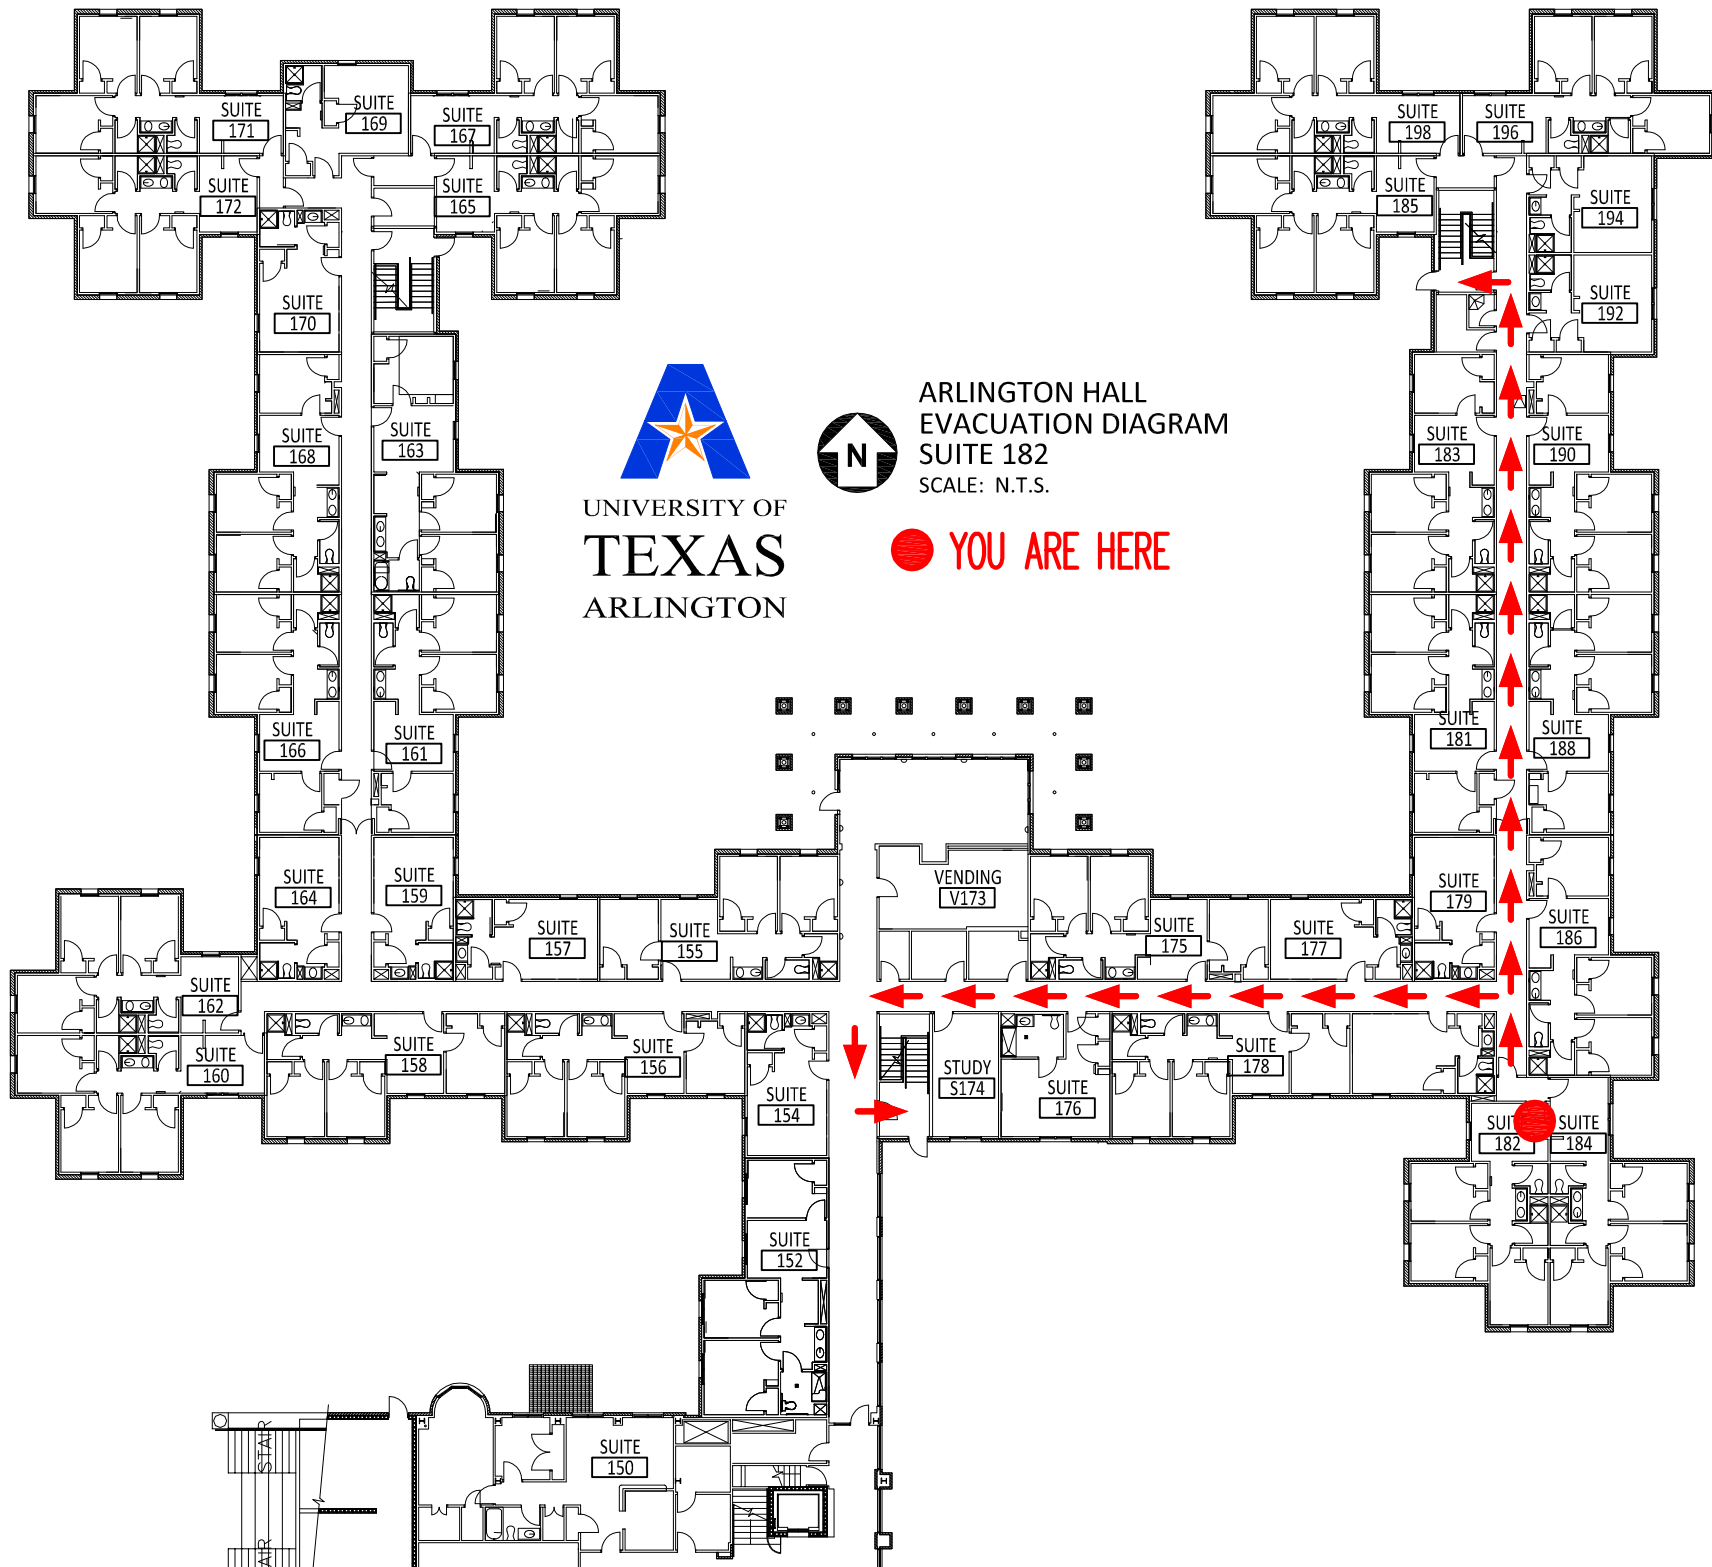 SUITE
171
SUITE
169
SUITE
167
SUITE
198
SUITE
196
SUITE
172
SUITE
165
SUITE
185
SUITE
194
SUITE
170
SUITE
192
ARLINGTON HALL
EVACUATION DIAGRAM
SUITE 182
SCALE: N.T.S.
N
SUITE
168
SUITE
163
SUITE
183
SUITE
190
UNIVERSITY OF
TEXAS
ARLINGTON
YOU ARE HERE
SUITE
166
SUITE
161
SUITE
181
SUITE
188
SUITE
164
SUITE
159
VENDING
V173
SUITE
179
SUITE
157
SUITE
155
SUITE
175
SUITE
177
SUITE
186
SUITE
162
SUITE
160
SUITE
158
SUITE
156
SUITE
154
STUDY
S174
SUITE
176
SUITE
178
SUITE
182
SUITE
184
SUITE
152
SUITE
150
STAIR
AIR